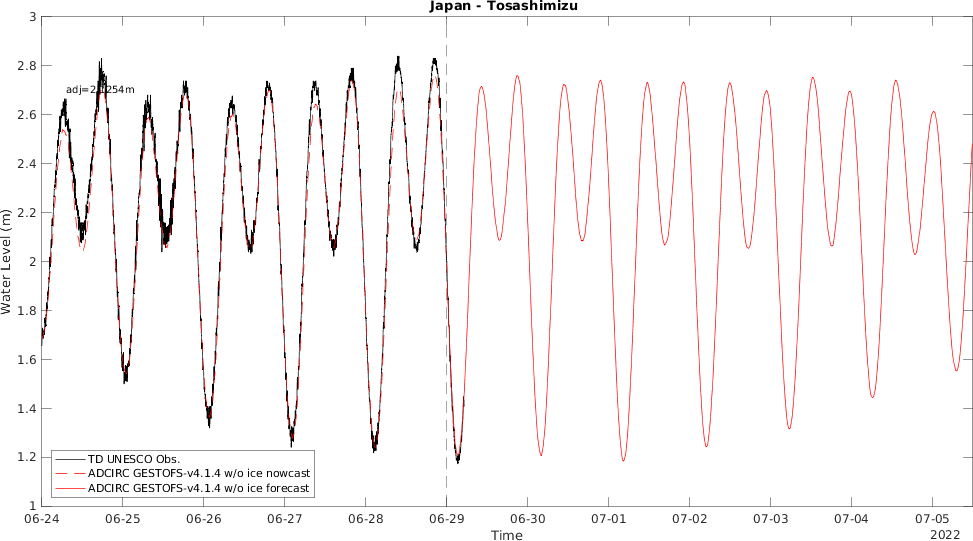 Japan - Tosashimizu
Water Level (m)
3
2.8
2.6
2.4
2.2
2
1.8
1.6
1.4
1.2
1
TD UNESCO Obs.
ADCIRC GESTOFS-v4.1.4 w/o ice nowcast
ADCIRC GESTOFS-v4.1.4 w/o ice forecast
06-24 06-25 06-26 06-27 06-28 06-29 06-30 07-01 07-02 07-03 07-04 07-05
Time
2022